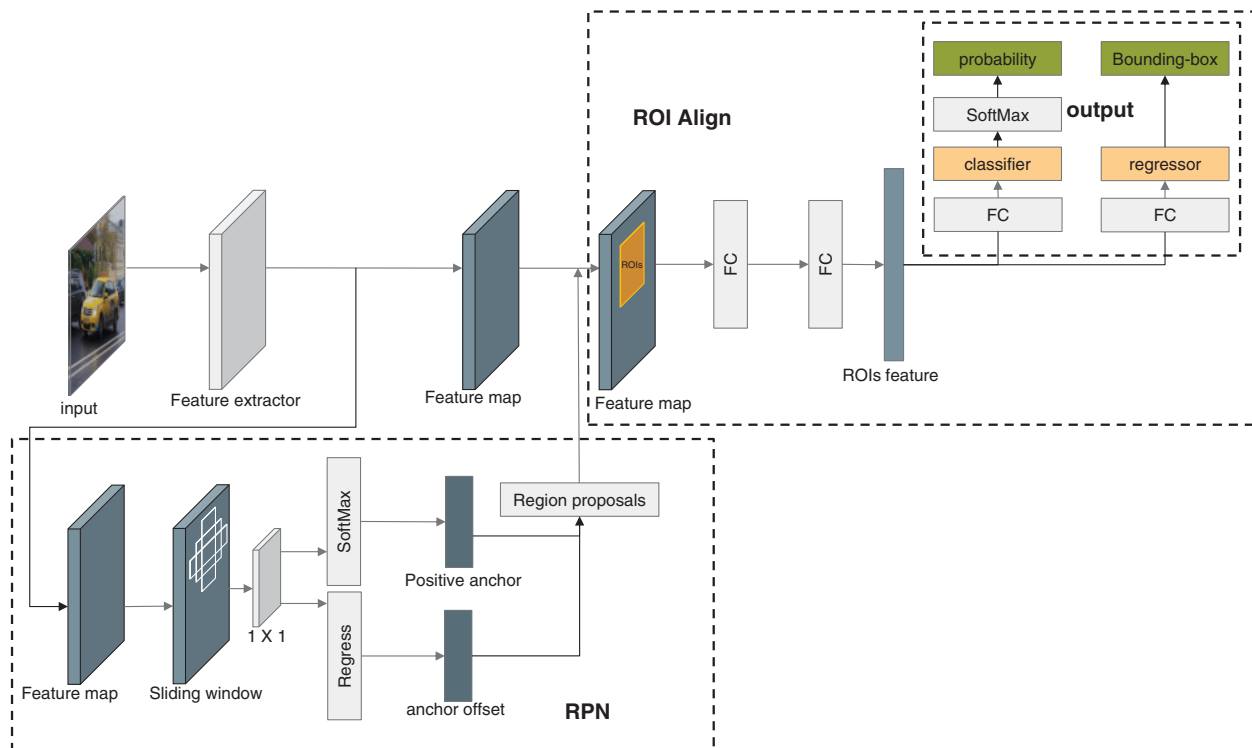 probability
Bounding-box
SoftMax
output
ROI Align
classifier
regressor
FC
FC
ROIs
FC
FC
ROIs feature
input
Feature extractor
Feature map
Feature map
SoftMax
Region proposals
Positive anchor
1 X 1
Regress
Feature map
Sliding window
anchor offset
RPN